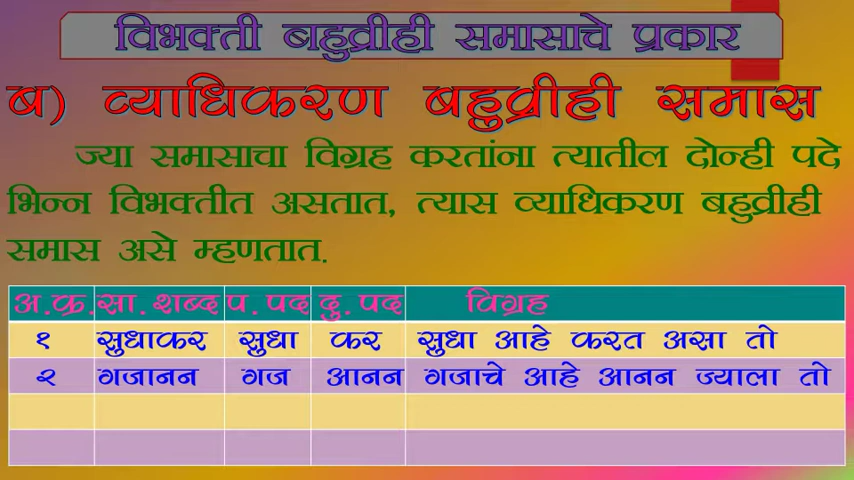 विभक्ती बहुव्रीही समासाचे प्रकार
ब) व्याधिकरण बहुव्रीही समास
ज्या समासाचा विग्रह करतांना त्यातील दोन्ही पदे
भिन्न विभक्तीत असतात, त्यास व्याधिकरण बहुव्रीही
समास असे म्हणतात.
अ.क्र. सा.शब्द प.पद दु.पद विग्रह
१ सुधाकर सुधा कर सुधा आहे करत असा तो
२ गजानन गज आनन गजाचे आहे आनन ज्याला तो